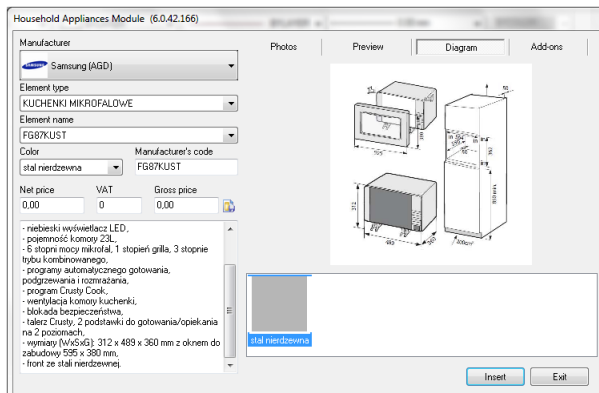 Household Appliances Module (6.0.42.166)
Manufacturer
SAMSUNG Samsung (AGD)
Element type
KUCHENKI MIKROFALOWE
Element name
FG87KUST
Color Manufacturer's code
stal nierdzewna FG87KUST
Net price VAT Gross price
0,00 0 0,00
- niebieski wyświetlacz LED,
- pojemność komory 23L,
- 6 stopni mocy mikrofal, 1 stopień grilla, 3 stopnie
trybu kombinowanego,
- programy automatycznego gotowania,
podgrzewania i rozmrażania,
- program Crusty Cook,
- wentylacja komory kuchenki,
- blokada bezpieczeństwa,
- talerz Crusty, 2 podstawki do gotowania/opiekania
na 2 poziomach,
- wymiary (WxSxG): 312 x 489 x 360 mm z oknem do
zabudowy 595 x 380 mm,
- front ze stali nierdzewnej.
Photos Preview Diagram Add-ons
312
489
stal nierdzewna
Insert Exit